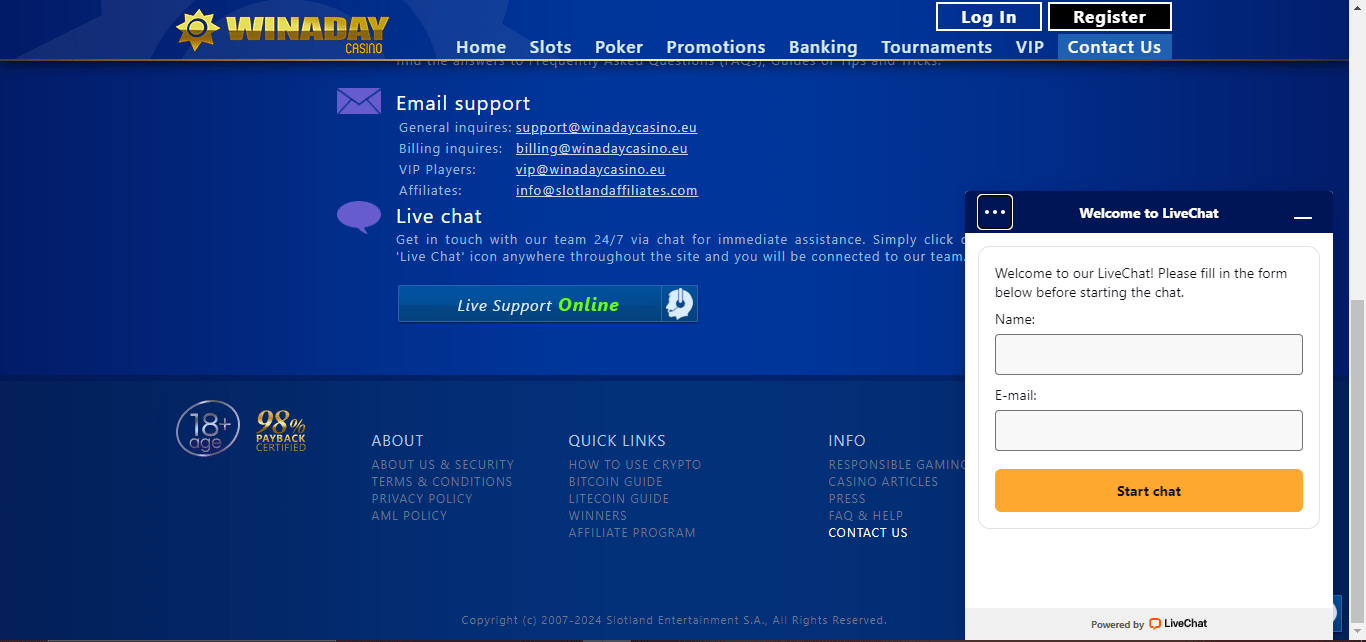 WINADAY
CASINO
Log In
Register
Home
Slots
Poker
Promotions
Banking
Tournaments
VIP
Contact Us
find the answers to Frequently Asked Questions (FAQs), Guides or Tips and Tricks.
Email support
General inquires: support@winadaycasino.eu
Billing inquires: billing@winadaycasino.eu
VIP Players: vip@winadaycasino.eu
Affiliates: info@slotlandaffiliates.com
Live chat
Get in touch with our team 24/7 via chat for immediate assistance. Simply click
'Live Chat' icon anywhere throughout the site and you will be connected to our team.
Live Support Online
Welcome to LiveChat
Welcome to our LiveChat! Please fill in the form
below before starting the chat.
Name:
E-mail:
Start chat
Powered by LiveChat
18+
age
98%
PAYBACK
CERTIFIED
ABOUT
ABOUT US & SECURITY
TERMS & CONDITIONS
PRIVACY POLICY
AML POLICY
QUICK LINKS
HOW TO USE CRYPTO
BITCOIN GUIDE
LITECOIN GUIDE
WINNERS
AFFILIATE PROGRAM
INFO
RESPONSIBLE GAMING
CASINO ARTICLES
PRESS
FAQ & HELP
CONTACT US
Copyright (c) 2007-2024 Slotland Entertainment S.A., All Rights Reserved.